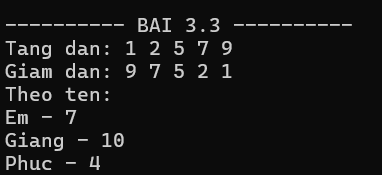 ---------- BAI 3.3 ----------
Tang dan: 1 2 5 7 9
Giam dan: 9 7 5 2 1
Theo ten:
Em - 7
Giang - 10
Phuc - 4